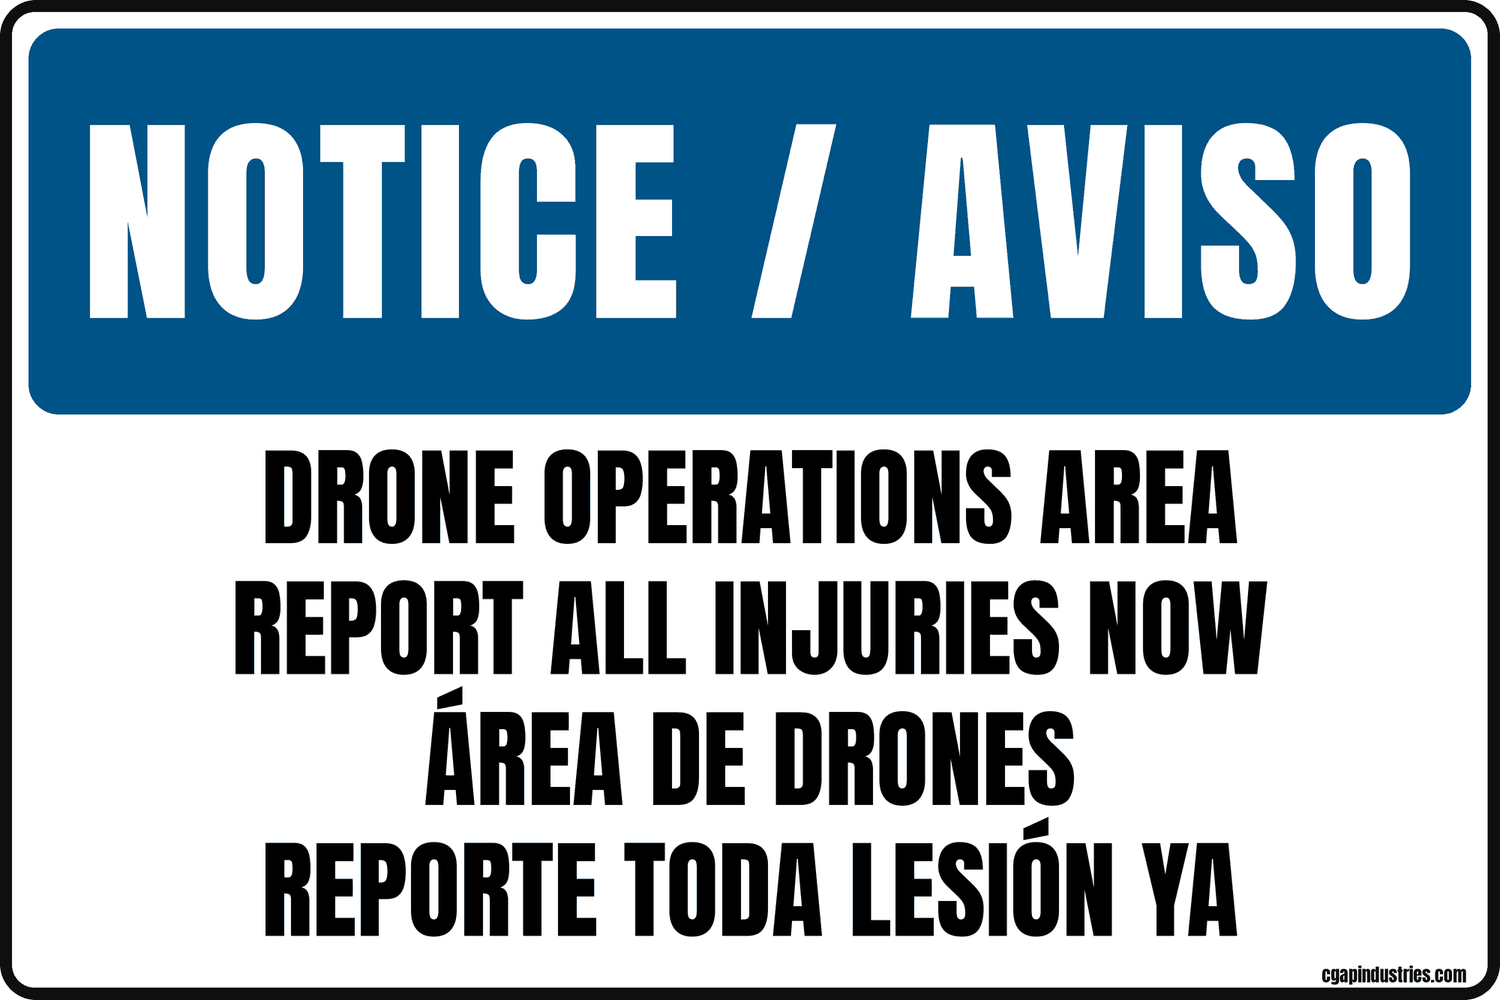 NOTICE / AVISO
DRONE OPERATIONS AREA
REPORT ALL INJURIES NOW
ÁREA DE DRONES
REPORTE TODA LESIÓN YA
cgapindustries.com